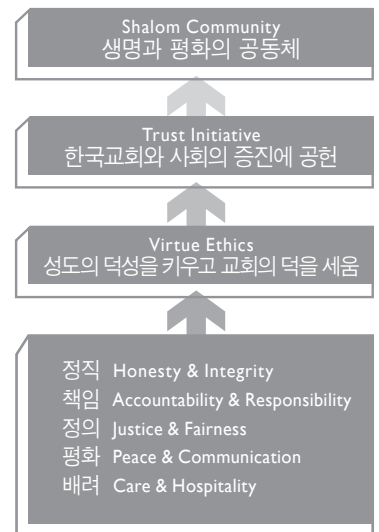 Shalom Community
생명과 평화의 공동체
Trust Initiative
한국교회와 사회의 증진에 공헌
Virtue Ethics
성도의 덕성을 키우고 교회의 덕을 세움
정직 Honesty & Integrity
책임 Accountability & Responsibility
정의 Justice & Fairness
평화 Peace & Communication
배려 Care & Hospitality